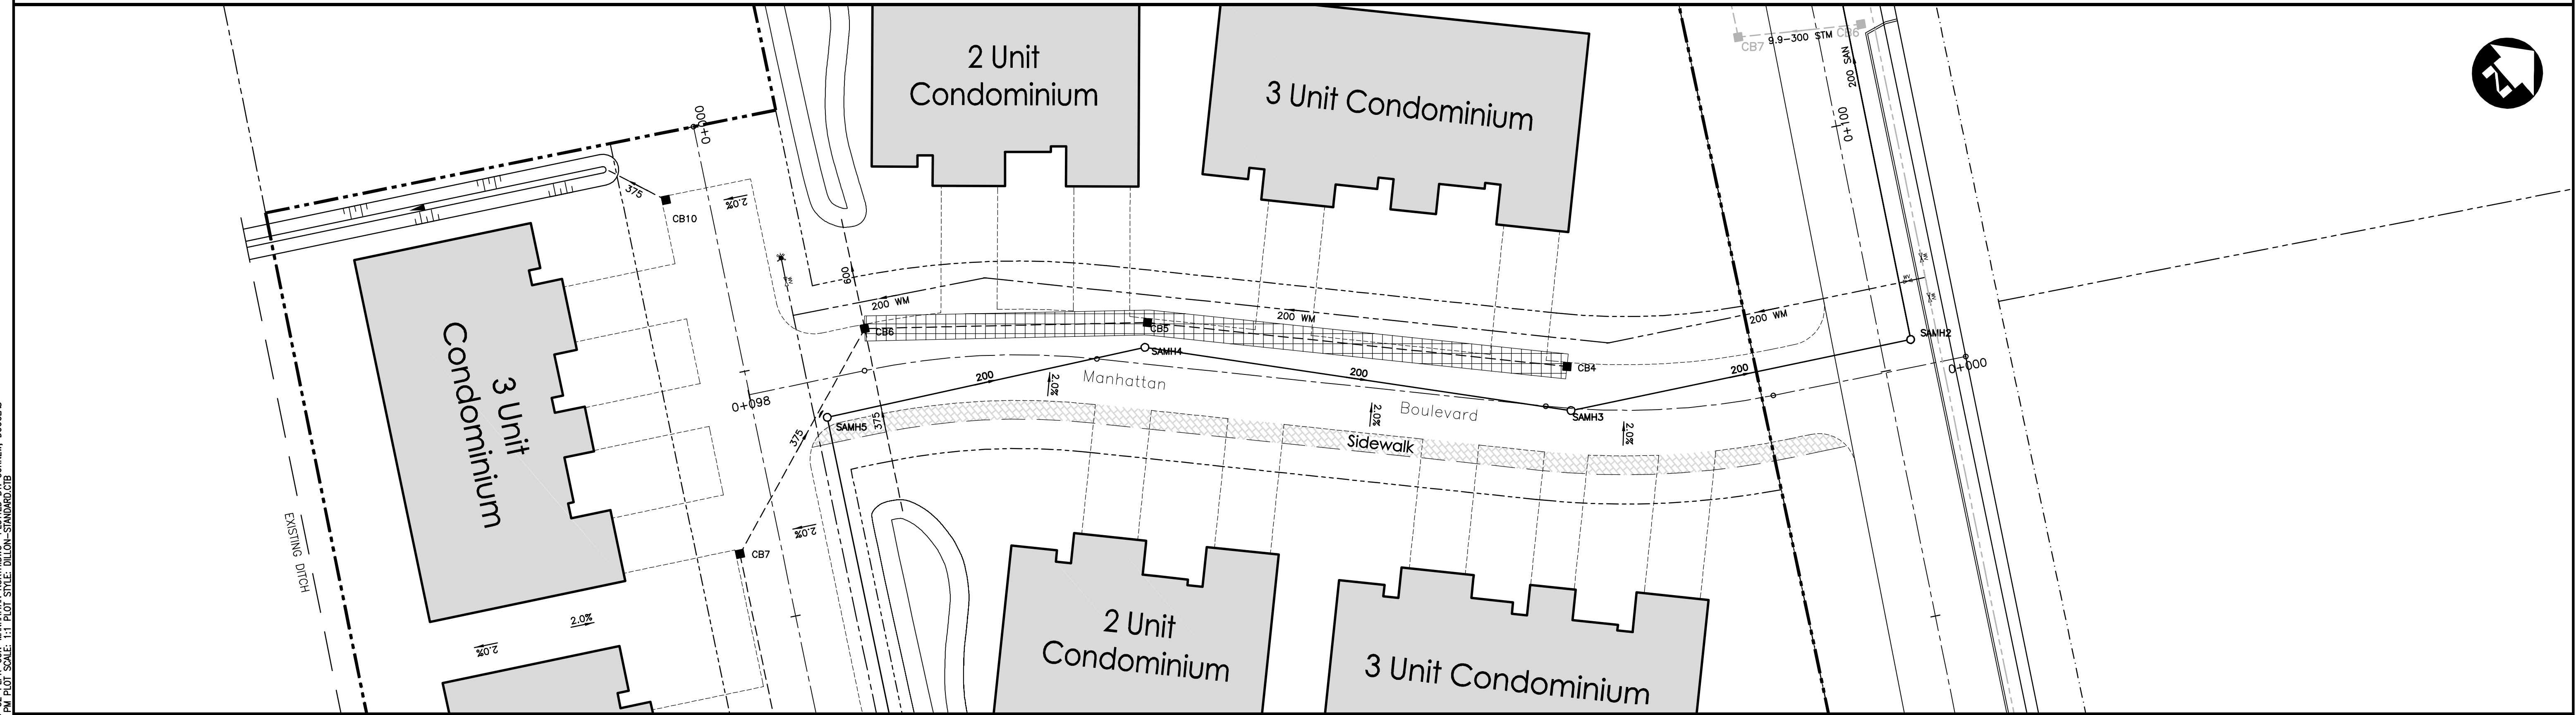 2 Unit
Condominium
3 Unit Condominium
CB7
9.9-300 STM
CB6
200 SAN
0+100
N
0+000
375
CB10
2.0%
600
200 WM
200 WM
200 WM
WV
WV
CB6
CB5
CB4
SAMH4
SAMH2
0+000
200
200
200
2.0%
Manhattan
Boulevard
2.0%
2.0%
SAMH3
0+098
SAMH5
375
375
Sidewalk
3 Unit
Condominium
CB7
2.0%
2.0%
2.0%
EXISTING DITCH
2 Unit
Condominium
3 Unit Condominium
PM PLOT SCALE: 1:1 PLOT STYLE: DILLON-STANDARD.CTB